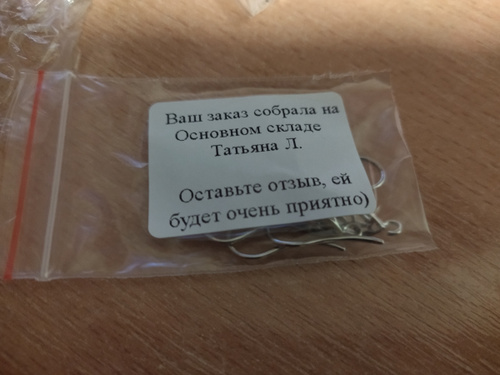 Ваш заказ собрала на
Основном складе
Татьяна Л.
Оставьте отзыв, ей
будет очень приятно)